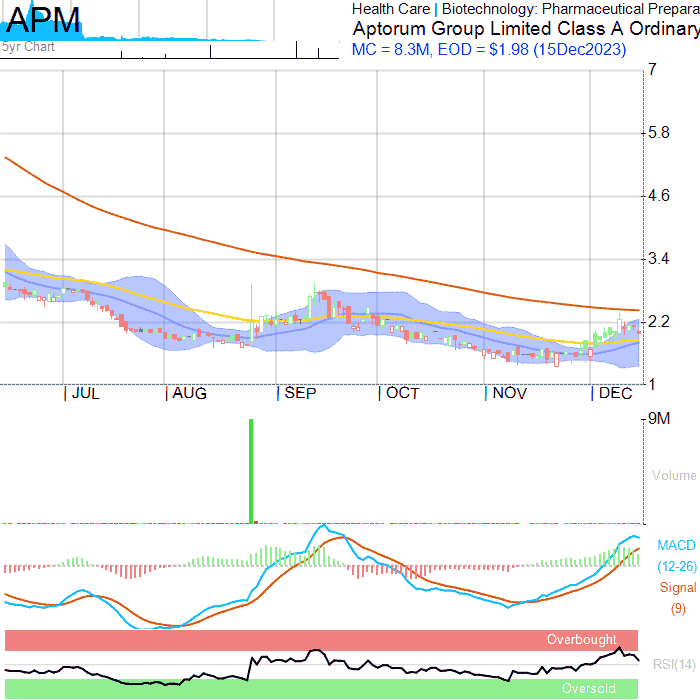 APM
5yr Chart
Health Care | Biotechnology: Pharmaceutical Prepara
Aptorum Group Limited Class A Ordinary
MC = 8.3M, EOD = $1.98 (15Dec2023)
7
5.8
4.6
3.4
2.2
1
JUL AUG SEP OCT NOV DEC
9M
Volume
MACD
(12-26)
Signal
(9)
Overbought
RSI(14)
Oversold